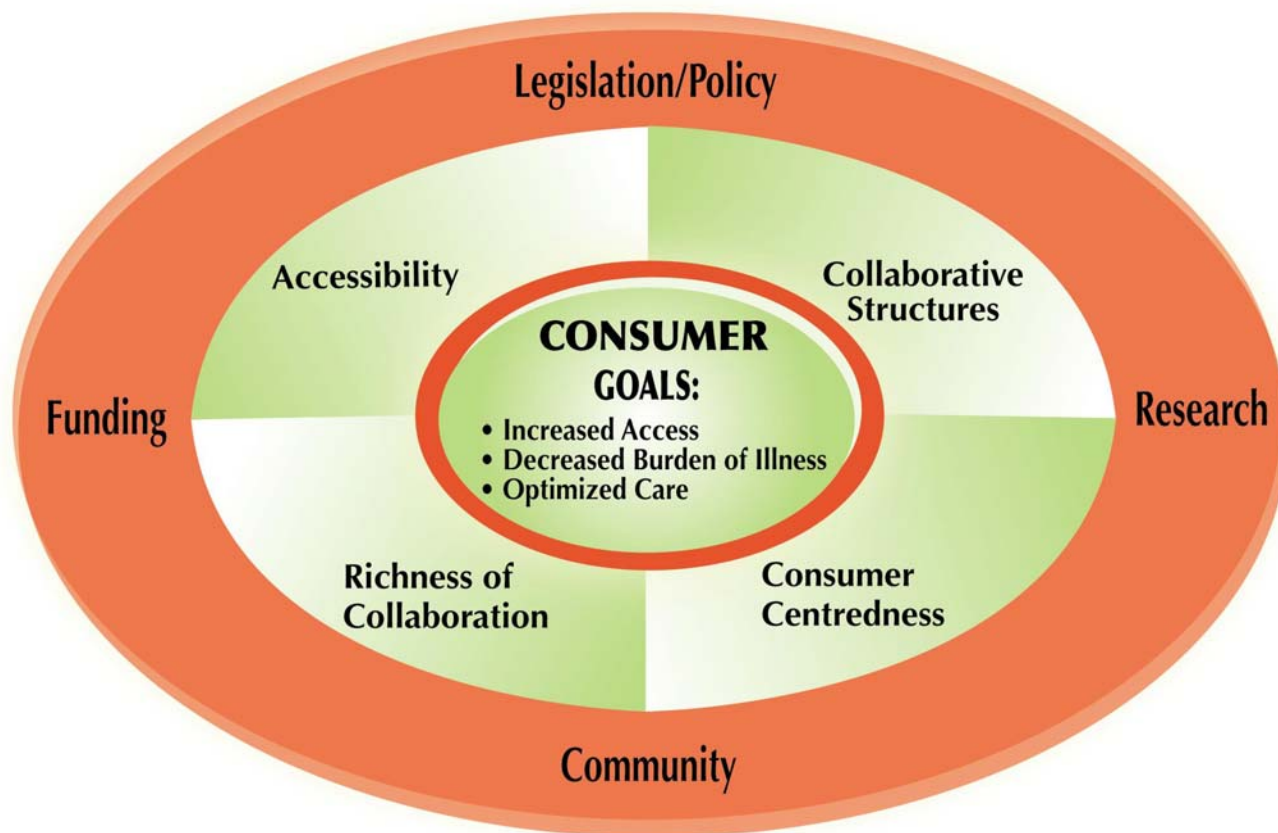 Legislation/Policy
Accessibility
Collaborative
Structures
CONSUMER
GOALS:
• Increased Access
• Decreased Burden of Illness
• Optimized Care
Funding
Research
Richness of
Collaboration
Consumer
Centredness
Community